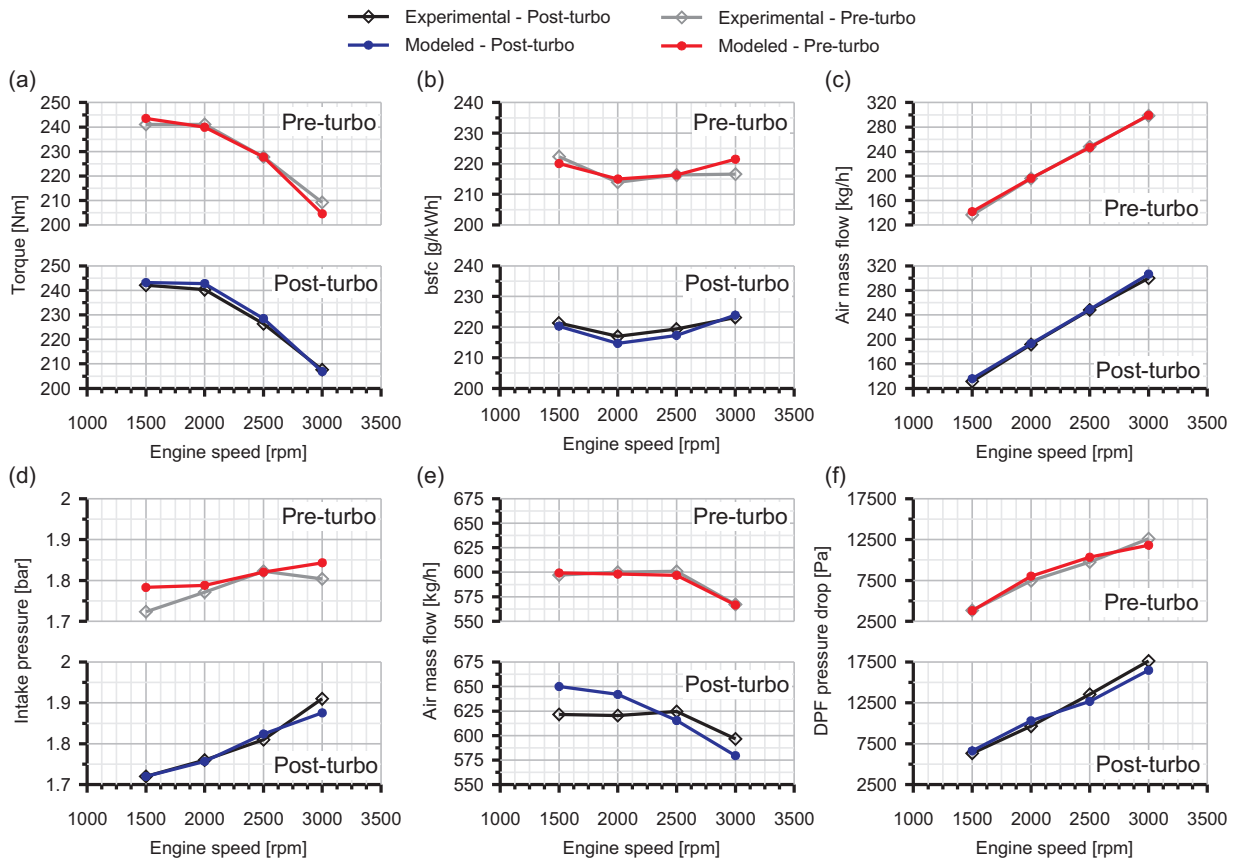 Experimental - Post-turbo
Experimental - Pre-turbo
Modeled - Post-turbo
Modeled - Pre-turbo
(a)
Torque [Nm]
250
240
230
220
210
200
Pre-turbo
250
240
230
220
210
200
Post-turbo
1000 1500 2000 2500 3000 3500
Engine speed [rpm]
(b)
bsfc [g/kWh]
240
230
220
210
200
Pre-turbo
240
230
220
210
200
Post-turbo
1000 1500 2000 2500 3000 3500
Engine speed [rpm]
(c)
Air mass flow [kg/h]
320
280
240
200
160
120
Pre-turbo
320
280
240
200
160
120
Post-turbo
1000 1500 2000 2500 3000 3500
Engine speed [rpm]
(d)
Intake pressure [bar]
2
1.9
1.8
1.7
Pre-turbo
2
1.9
1.8
1.7
Post-turbo
1000 1500 2000 2500 3000 3500
Engine speed [rpm]
(e)
Air mass flow [kg/h]
675
650
625
600
575
550
Pre-turbo
675
650
625
600
575
550
Post-turbo
1000 1500 2000 2500 3000 3500
Engine speed [rpm]
(f)
DPF pressure drop [Pa]
17500
12500
7500
2500
Pre-turbo
17500
12500
7500
2500
Post-turbo
1000 1500 2000 2500 3000 3500
Engine speed [rpm]